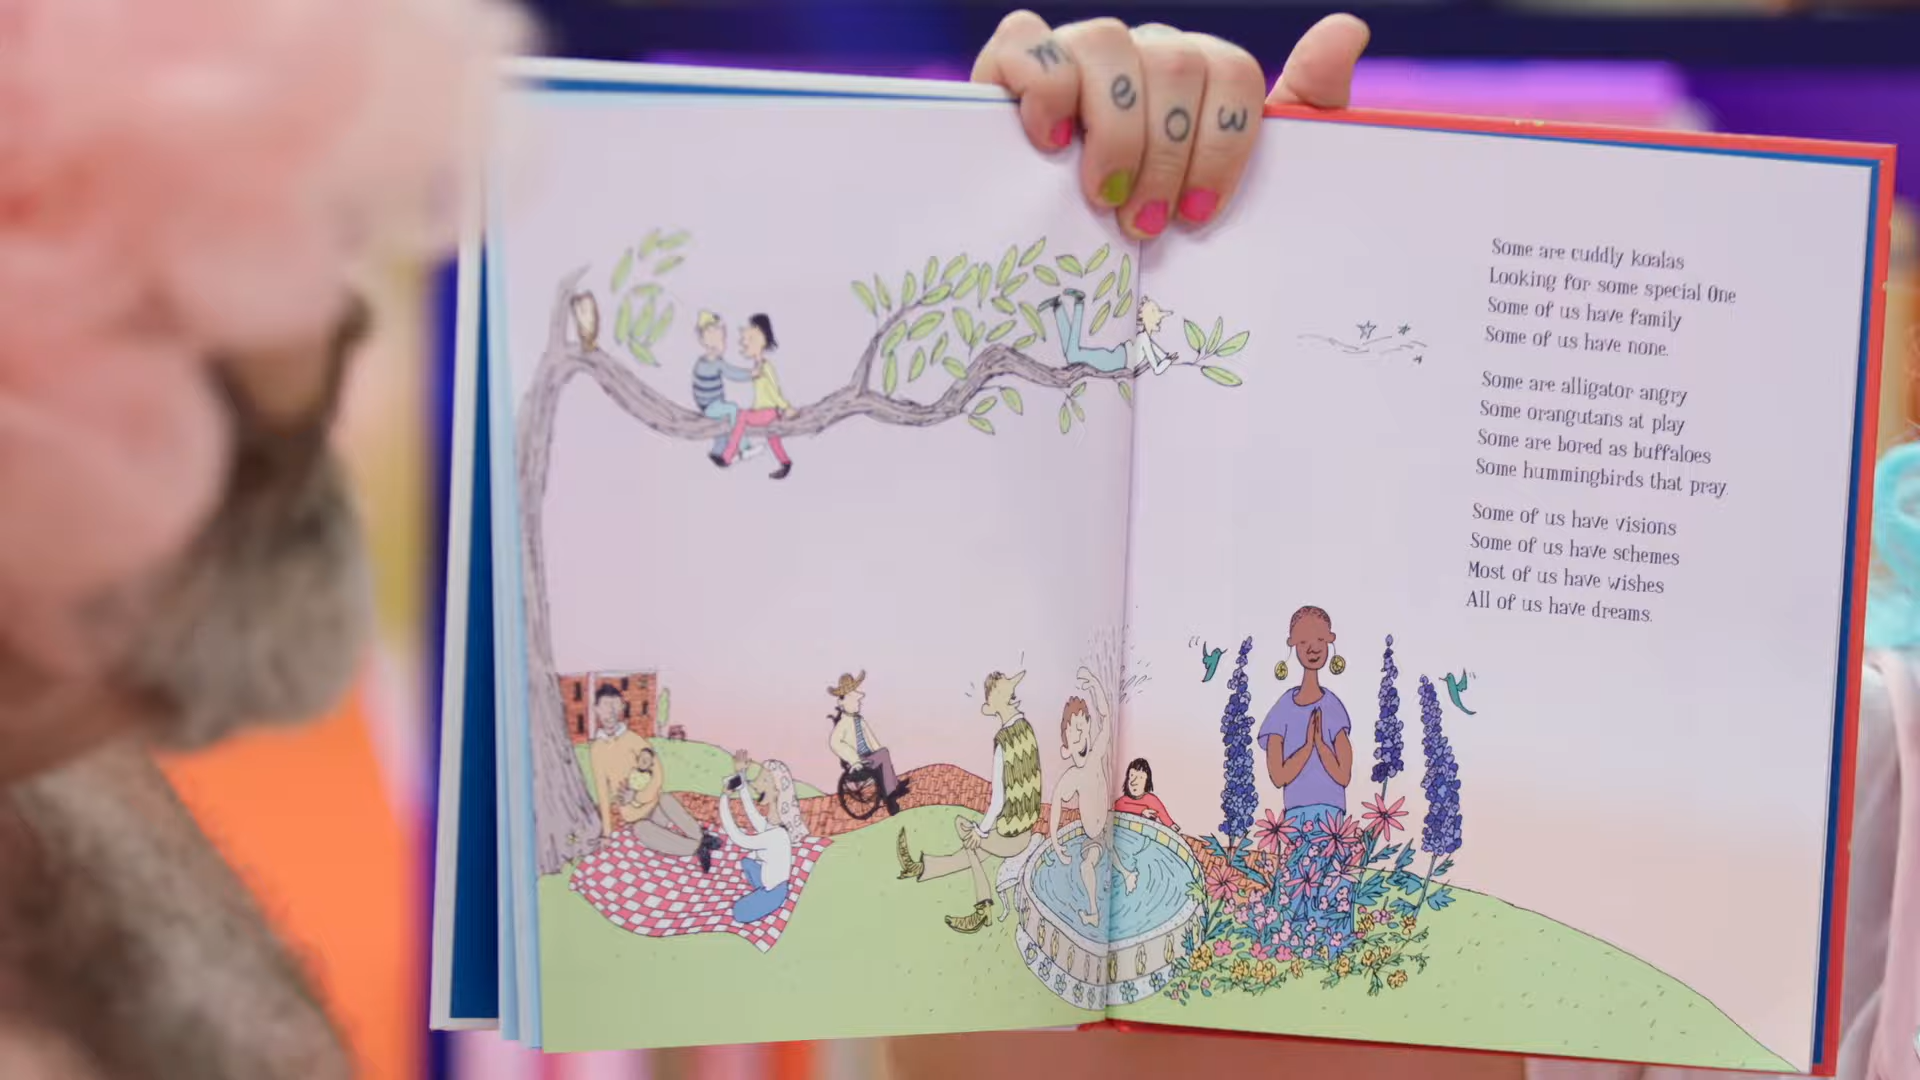 Some are cuddly koalas
Looking for some special One
Some of us have family
Some of us have none.
Some are alligator angry
Some orangutans at play
Some are bored as buffaloes
Some hummingbirds that pray.
Some of us have visions
Some of us have schemes
Most of us have wishes
All of us have dreams.